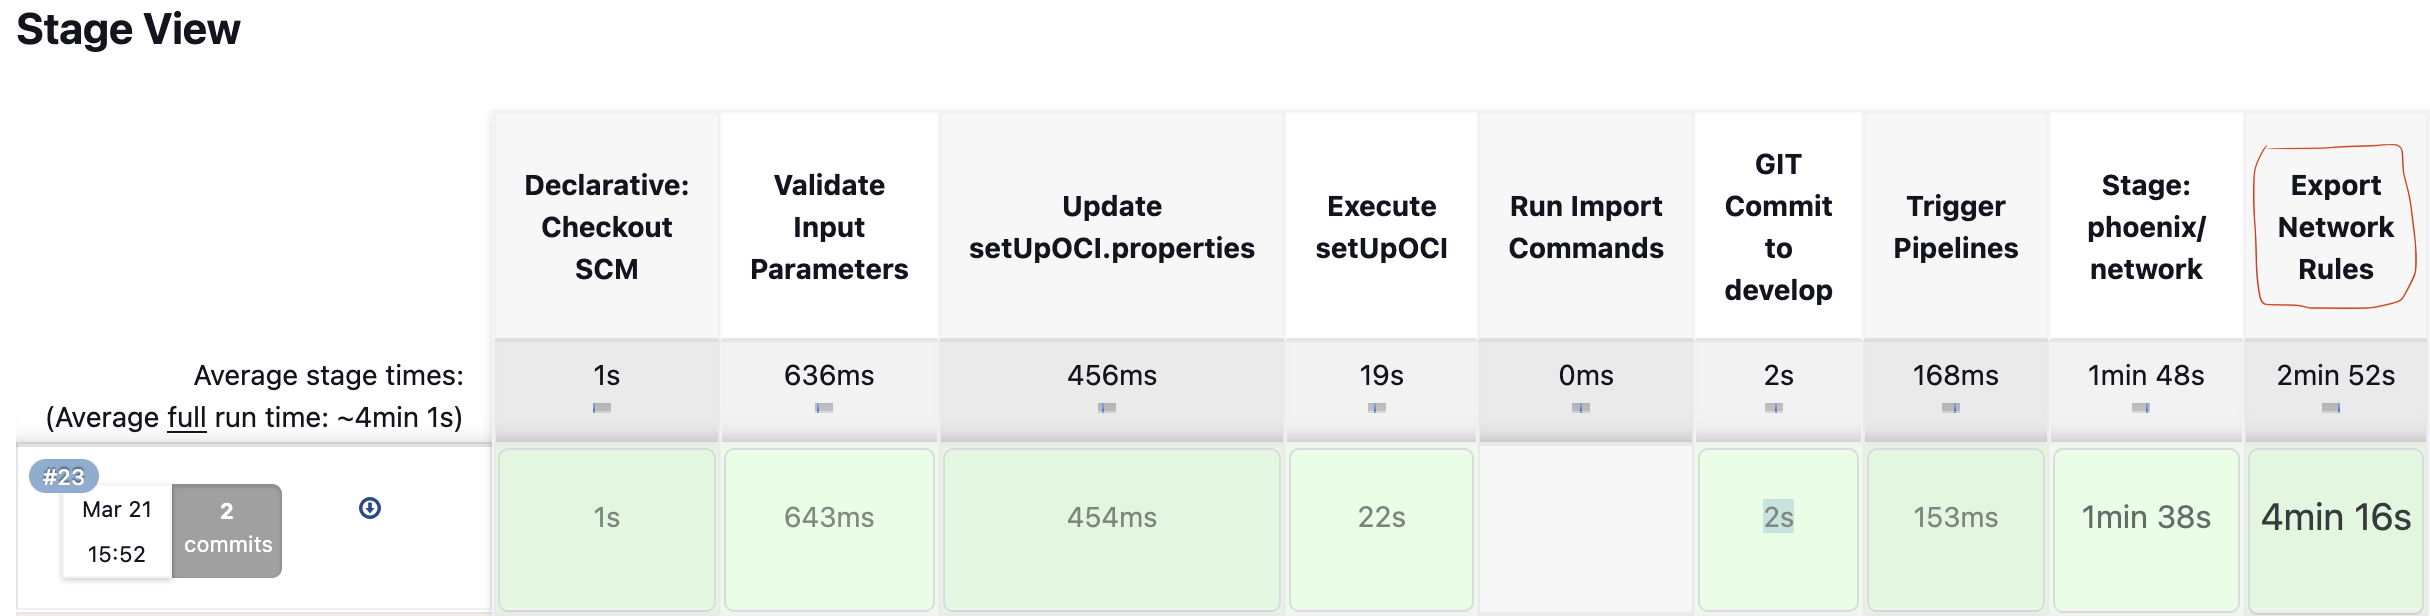 Stage View
Declarative:
Checkout
SCM
Validate
Input
Parameters
Update
setUpOCI.properties
Execute
setUpOCI
Run Import
Commands
GIT
Commit
to
develop
Trigger
Pipelines
Stage:
phoenix/
network
Export
Network
Rules
Average stage times:
(Average full run time: ~4min 1s)
1s
636ms
456ms
19s
0ms
2s
168ms
1min 48s
2min 52s
#23
Mar 21
15:52
2
commits
1s
643ms
454ms
22s
2s
153ms
1min 38s
4min 16s